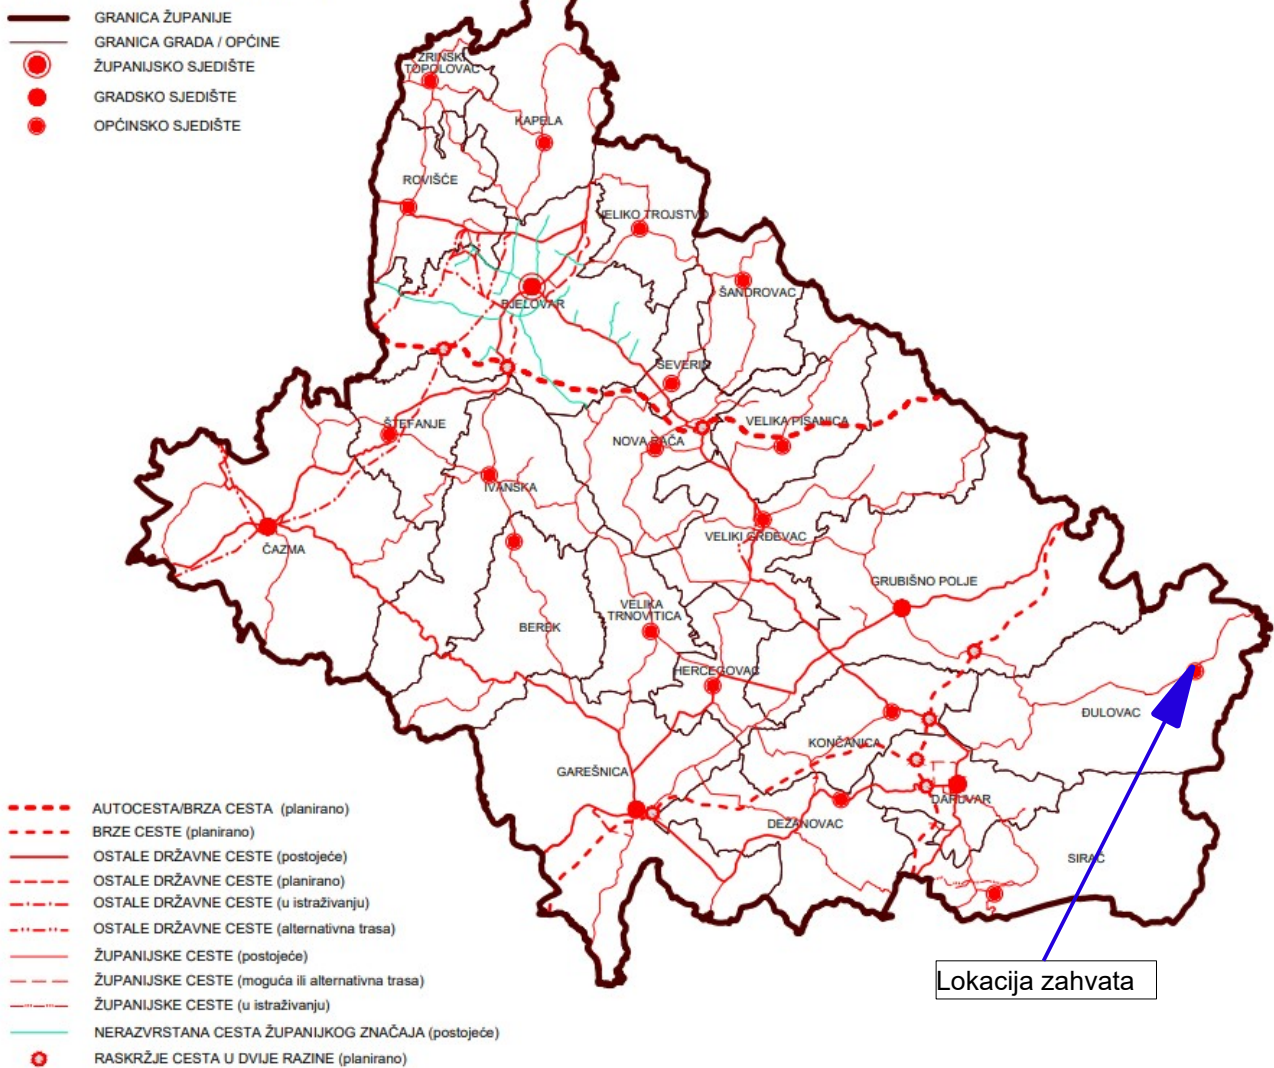 GRANICA ŽUPANIJE
GRANICA GRADA / OPĆINE
ŽUPANIJSKO SJEDIŠTE
GRADSKO SJEDIŠTE
OPĆINSKO SJEDIŠTE
ZRINSKI
TOPOLOVAC
KAPELA
ROVIŠĆE
VELIKO TROJSTVO
ŠANDROVAC
BJELOVAR
SEVERIN
ŠTEFANJE
NOVA RAČA
VELIKA PISANICA
IVANSKA
ČAZMA
VELIKI GRĐEVAC
GRUBIŠNO POLJE
VELIKA
TRNOVITICA
BEREK
HERCEGOVAC
ĐULOVAC
KONČANICA
GAREŠNICA
DARUVAR
DEŽANOVAC
SIRAČ
AUTOCESTA/BRZA CESTA (planirano)
BRZE CESTE (planirano)
OSTALE DRŽAVNE CESTE (postojeće)
OSTALE DRŽAVNE CESTE (planirano)
OSTALE DRŽAVNE CESTE (u istraživanju)
OSTALE DRŽAVNE CESTE (alternativna trasa)
ŽUPANIJSKE CESTE (postojeće)
ŽUPANIJSKE CESTE (moguća ili alternativna trasa)
ŽUPANIJSKE CESTE (u istraživanju)
NERAZVRSTANA CESTA ŽUPANIJKOG ZNAČAJA (postojeće)
RASKRŽJE CESTA U DVIJE RAZINE (planirano)
Lokacija zahvata